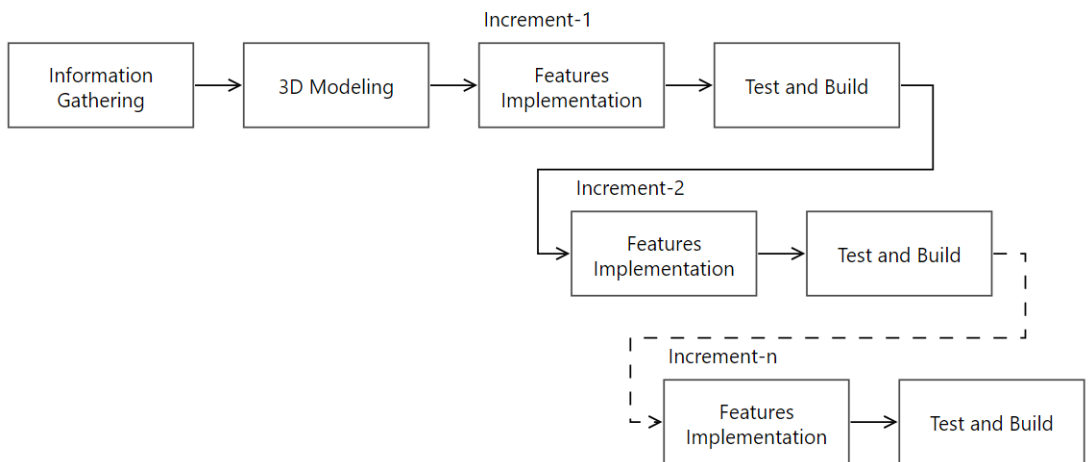 Increment-1
Information
Gathering
3D Modeling
Features
Implementation
Test and Build
Increment-2
Features
Implementation
Test and Build
Increment-n
Features
Implementation
Test and Build